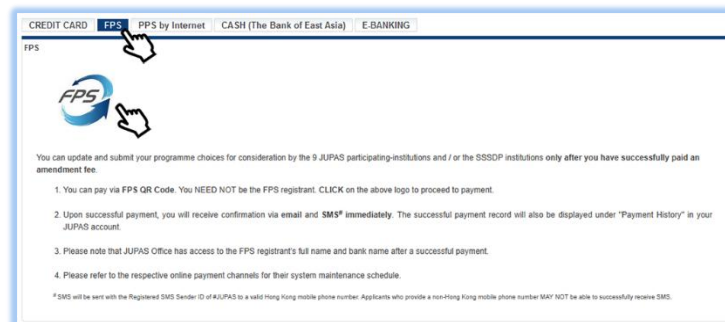 CREDIT CARD FPS PPS by Internet CASH (The Bank of East Asia) E-BANKING
FPS
FPS
You can update and submit your programme choices for consideration by the 9 JUPAS participating-institutions and / or the SSSDP institutions only after you have successfully paid an
amendment fee.
1. You can pay via FPS QR Code. You NEED NOT be the FPS registrant. CLICK on the above logo to proceed to payment.
2. Upon successful payment, you will receive confirmation via email and SMS# immediately. The successful payment record will also be displayed under "Payment History" in your
JUPAS account.
3. Please note that JUPAS Office has access to the FPS registrant's full name and bank name after a successful payment.
4. Please refer to the respective online payment channels for their system maintenance schedule.
# SMS will be sent with the Registered SMS Sender ID of #JUPAS to a valid Hong Kong mobile phone number. Applicants who provide a non-Hong Kong mobile phone number MAY NOT be able to successfully receive SMS.